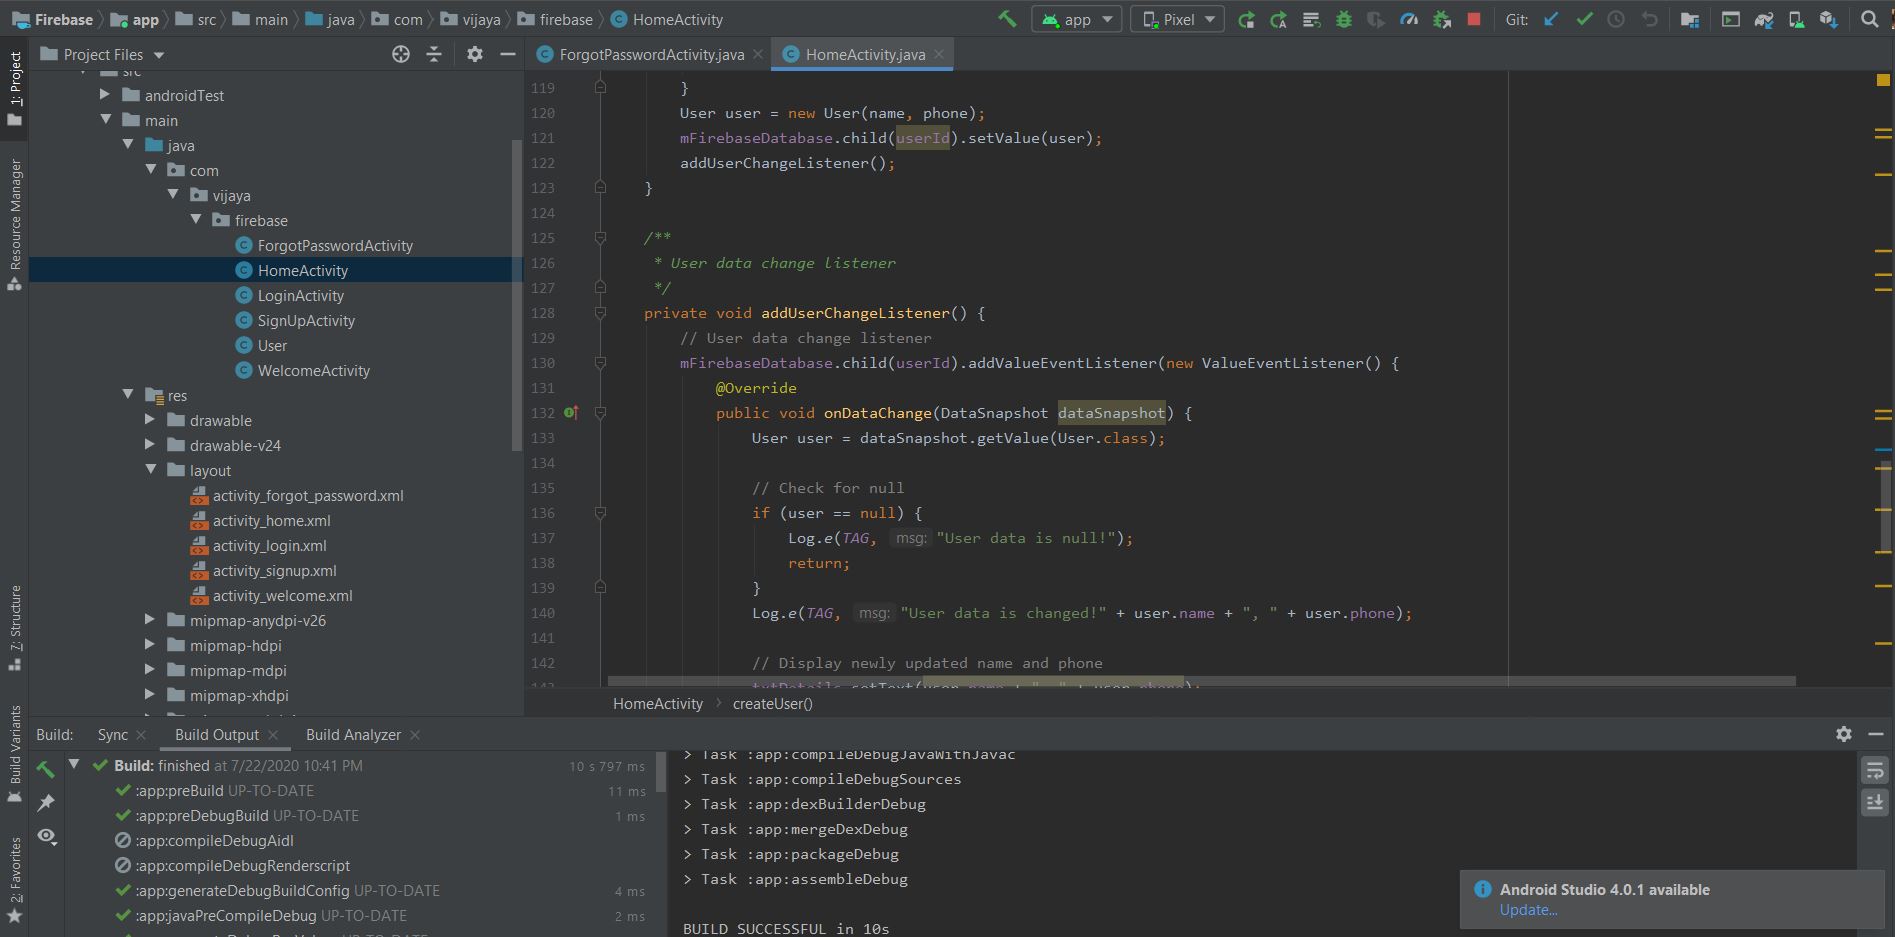 Firebase app src main java com vijaya firebase HomeActivity
app Pixel Git:
1: Project
Resource Manager
7: Structure
Build Variants
2: Favorites
Project Files
src
androidTest
main
java
com
vijaya
firebase
ForgotPasswordActivity
HomeActivity
LoginActivity
SignUpActivity
User
WelcomeActivity
res
drawable
drawable-v24
layout
activity_forgot_password.xml
activity_home.xml
activity_login.xml
activity_signup.xml
activity_welcome.xml
mipmap-anydpi-v26
mipmap-hdpi
mipmap-mdpi
mipmap-xhdpi
ForgotPasswordActivity.java HomeActivity.java
119 }
120 User user = new User(name, phone);
121 mFirebaseDatabase.child(userId).setValue(user);
122 addUserChangeListener();
123 }
124
125 /**
126 * User data change listener
127 */
128 private void addUserChangeListener() {
129 // User data change listener
130 mFirebaseDatabase.child(userId).addValueEventListener(new ValueEventListener() {
131 @Override
132 public void onDataChange(DataSnapshot dataSnapshot) {
133 User user = dataSnapshot.getValue(User.class);
134
135 // Check for null
136 if (user == null) {
137 Log.e(TAG, msg: "User data is null!");
138 return;
139 }
140 Log.e(TAG, msg: "User data is changed!" + user.name + ", " + user.phone);
141
142 // Display newly updated name and phone
HomeActivity createUser()
Build: Sync Build Output Build Analyzer
Build: finished at 7/22/2020 10:41 PM 10 s 797 ms
:app:preBuild UP-TO-DATE 11 ms
:app:preDebugBuild UP-TO-DATE 1 ms
:app:compileDebugAidl
:app:compileDebugRenderscript
:app:generateDebugBuildConfig UP-TO-DATE 4 ms
:app:javaPreCompileDebug UP-TO-DATE 2 ms
> Task :app:compileDebugJavaWithJavac
> Task :app:compileDebugSources
> Task :app:dexBuilderDebug
> Task :app:mergeDexDebug
> Task :app:packageDebug
> Task :app:assembleDebug
BUILD SUCCESSFUL in 10s
Android Studio 4.0.1 available
Update...